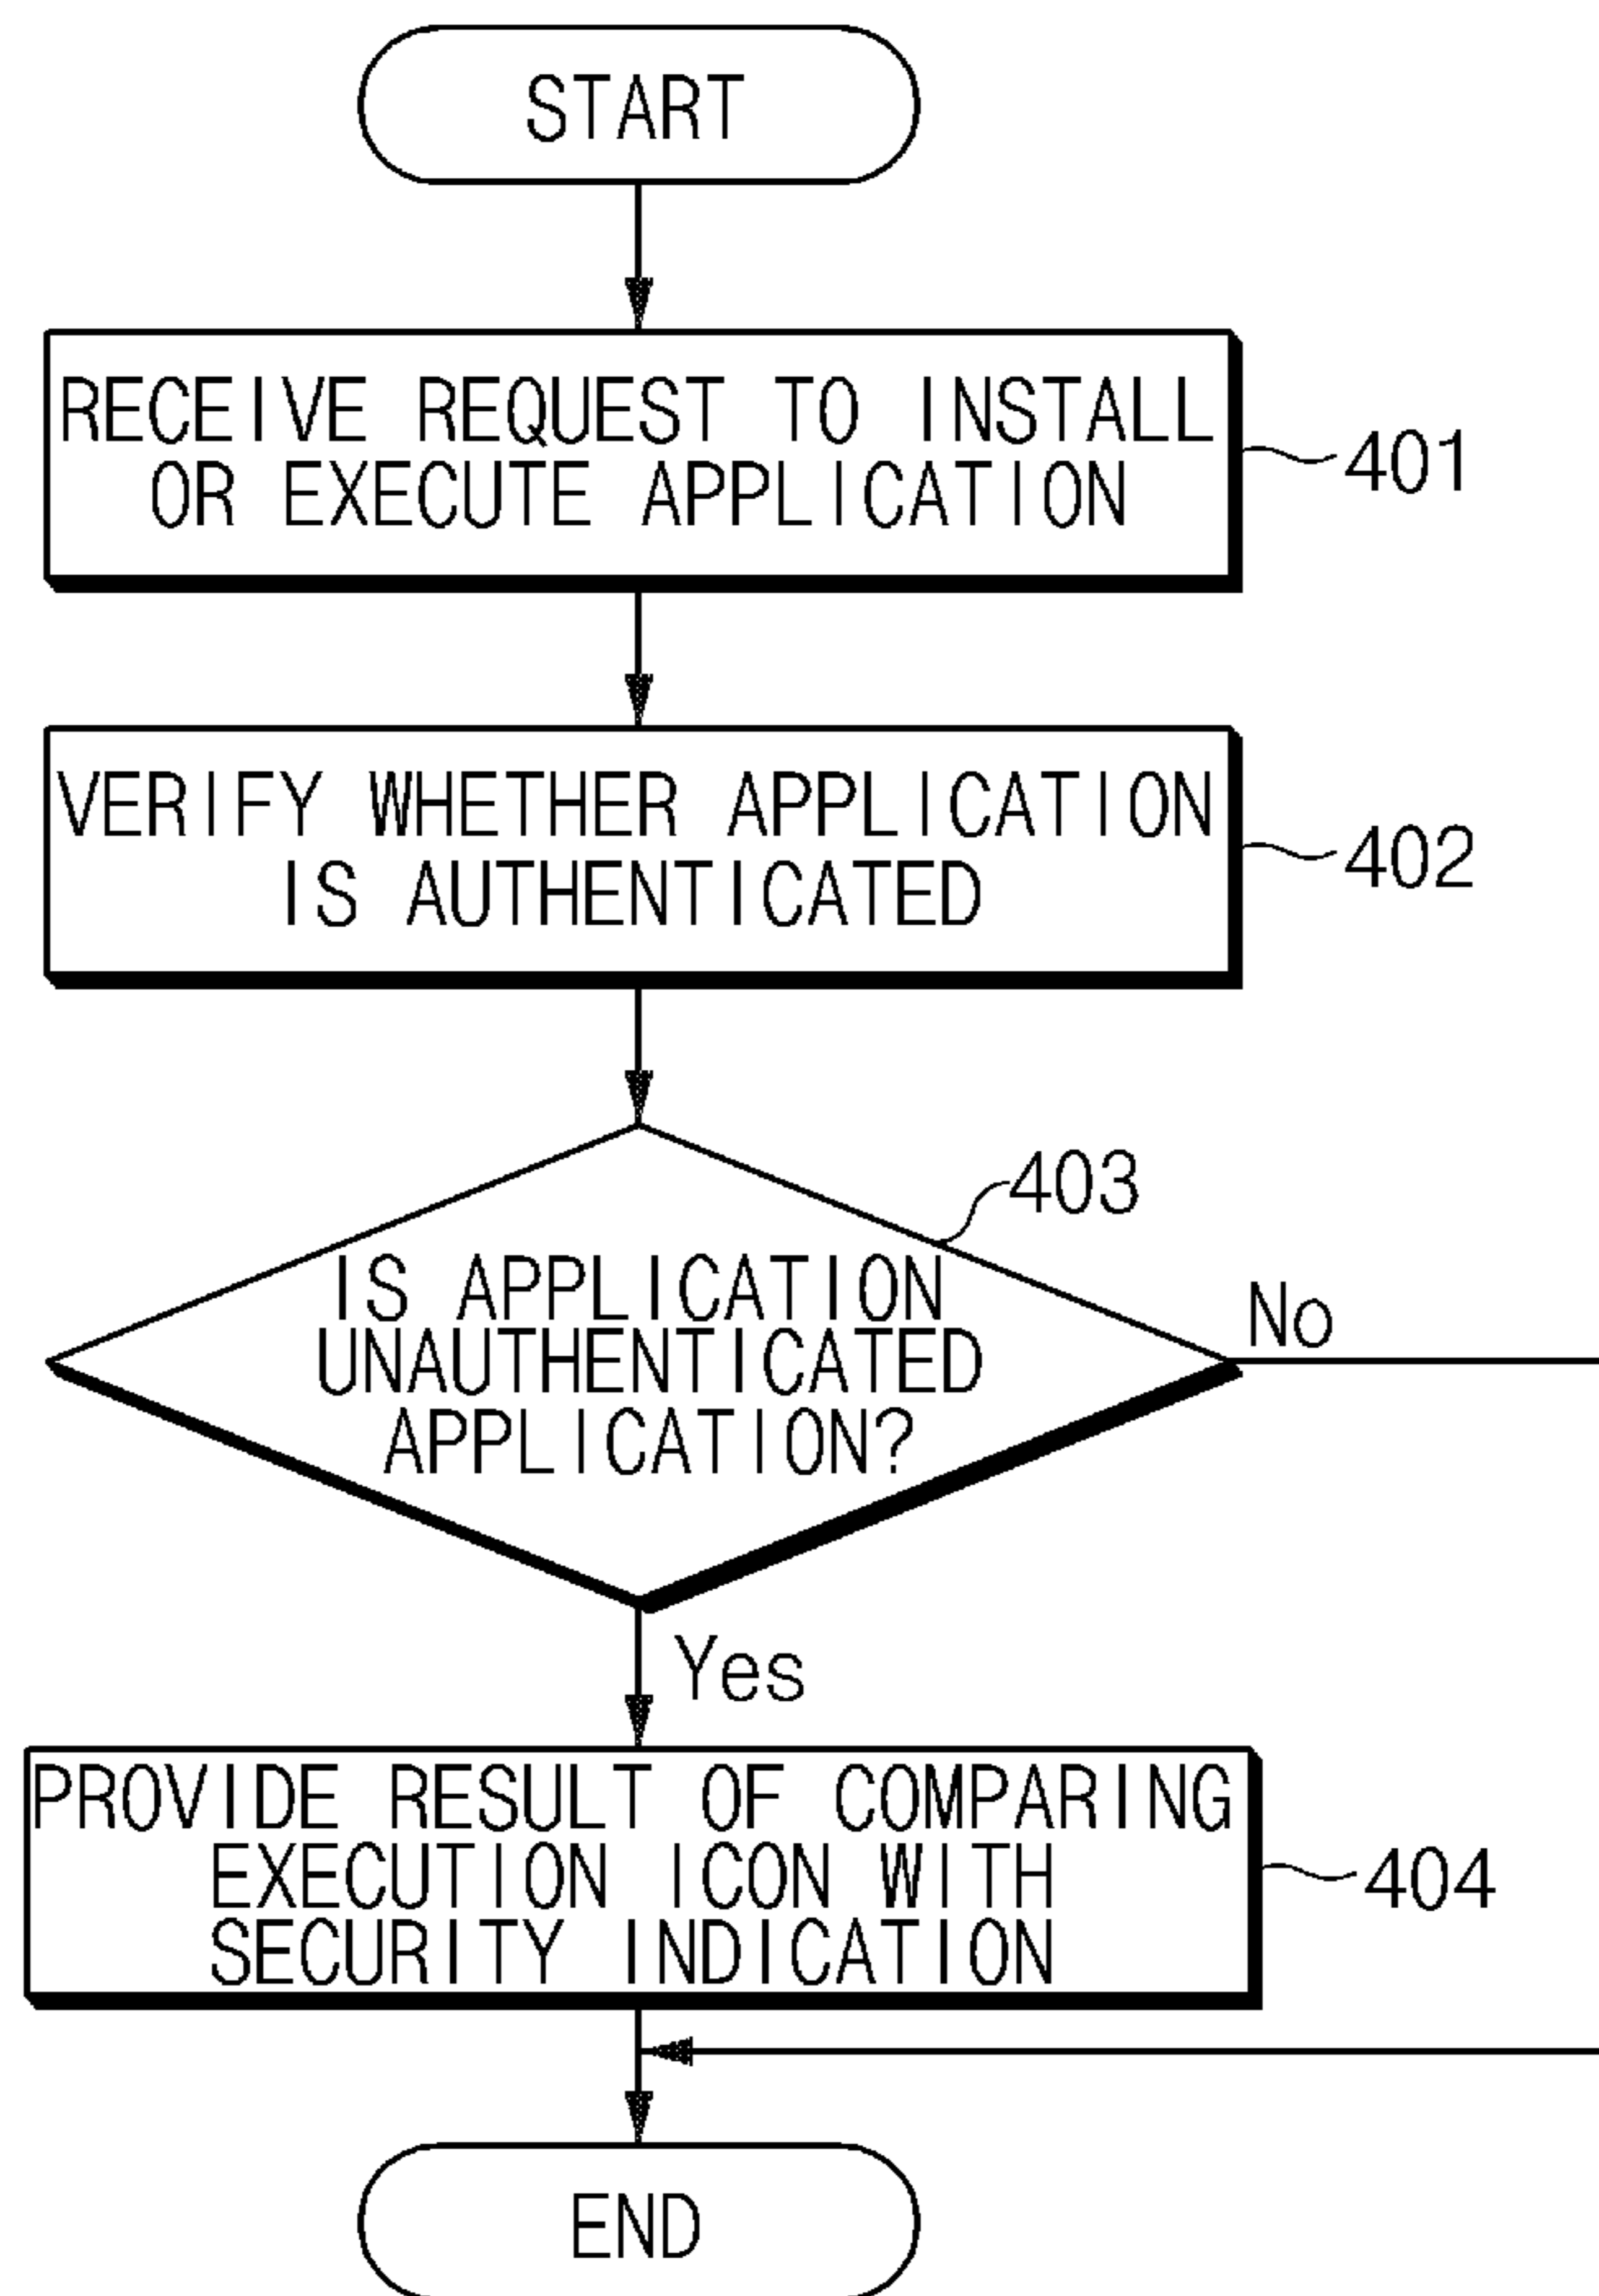 START
RECEIVE REQUEST TO INSTALL
OR EXECUTE APPLICATION
401
VERIFY WHETHER APPLICATION
IS AUTHENTICATED
402
403
IS APPLICATION
UNAUTHENTICATED
APPLICATION?
No
Yes
PROVIDE RESULT OF COMPARING
EXECUTION ICON WITH
SECURITY INDICATION
404
END